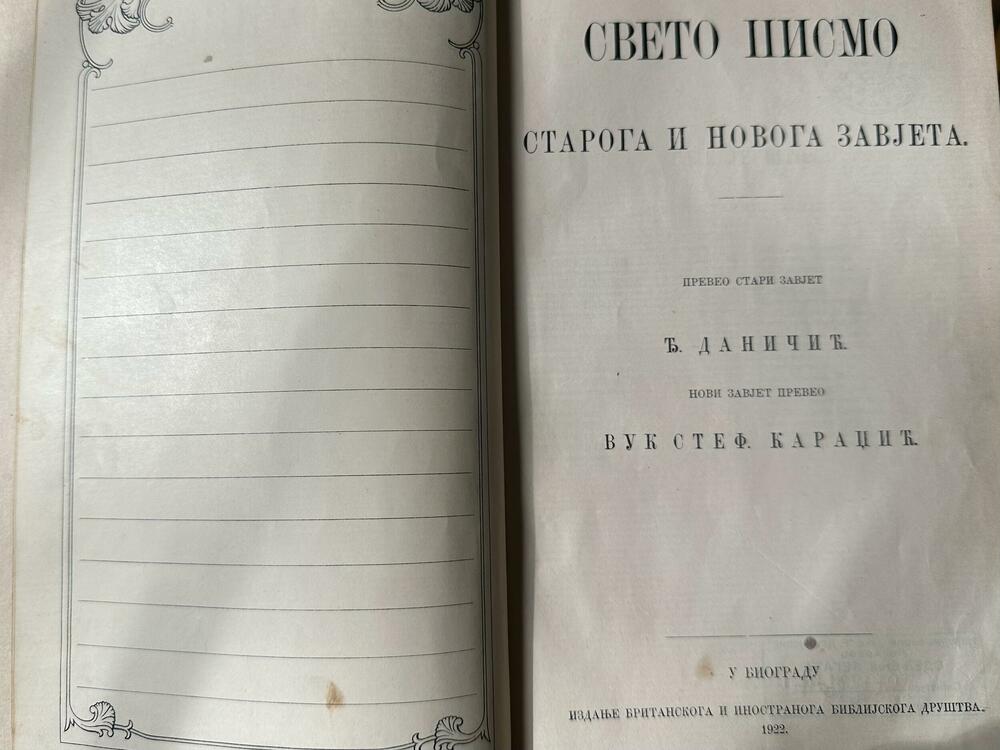 СВЕТО ПИСМО
СТАРОГА И НОВОГА ЗАВЈЕТА.
ПРЕВЕО СТАРИ ЗАВЈЕТ
Ђ. ДАНИЧИЋ.
НОВИ ЗАВЈЕТ ПРЕВЕО
ВУК СТЕФ. КАРАЏИЋ.
У БИОГРАДУ
ИЗДАЊЕ БРИТАНСКОГА И ИНОСТРАНОГА БИБЛИЈСКОГА ДРУШТВА.
1922.